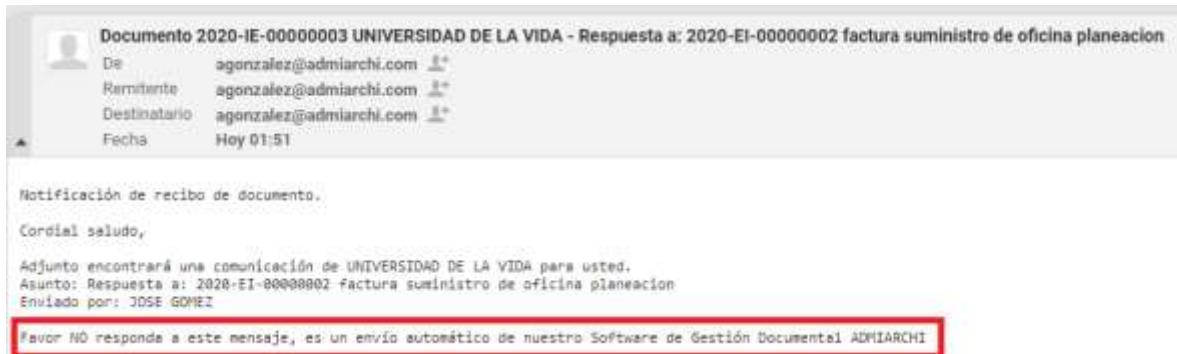 Documento 2020-IE-00000003 UNIVERSIDAD DE LA VIDA - Respuesta a: 2020-EI-00000002 factura suministro de oficina planeacion
De agonzalez@admiarchi.com
Remitente agonzalez@admiarchi.com
Destinatario agonzalez@admiarchi.com
Fecha Hoy 01:51
Notificación de recibo de documento.
Cordial saludo,
Adjunto encontrará una comunicación de UNIVERSIDAD DE LA VIDA para usted.
Asunto: Respuesta a: 2020-EI-00000002 factura suministro de oficina planeacion
Enviado por: JOSE GOMEZ
Favor NO responda a este mensaje, es un envío automático de nuestro Software de Gestión Documental ADMIARCHI